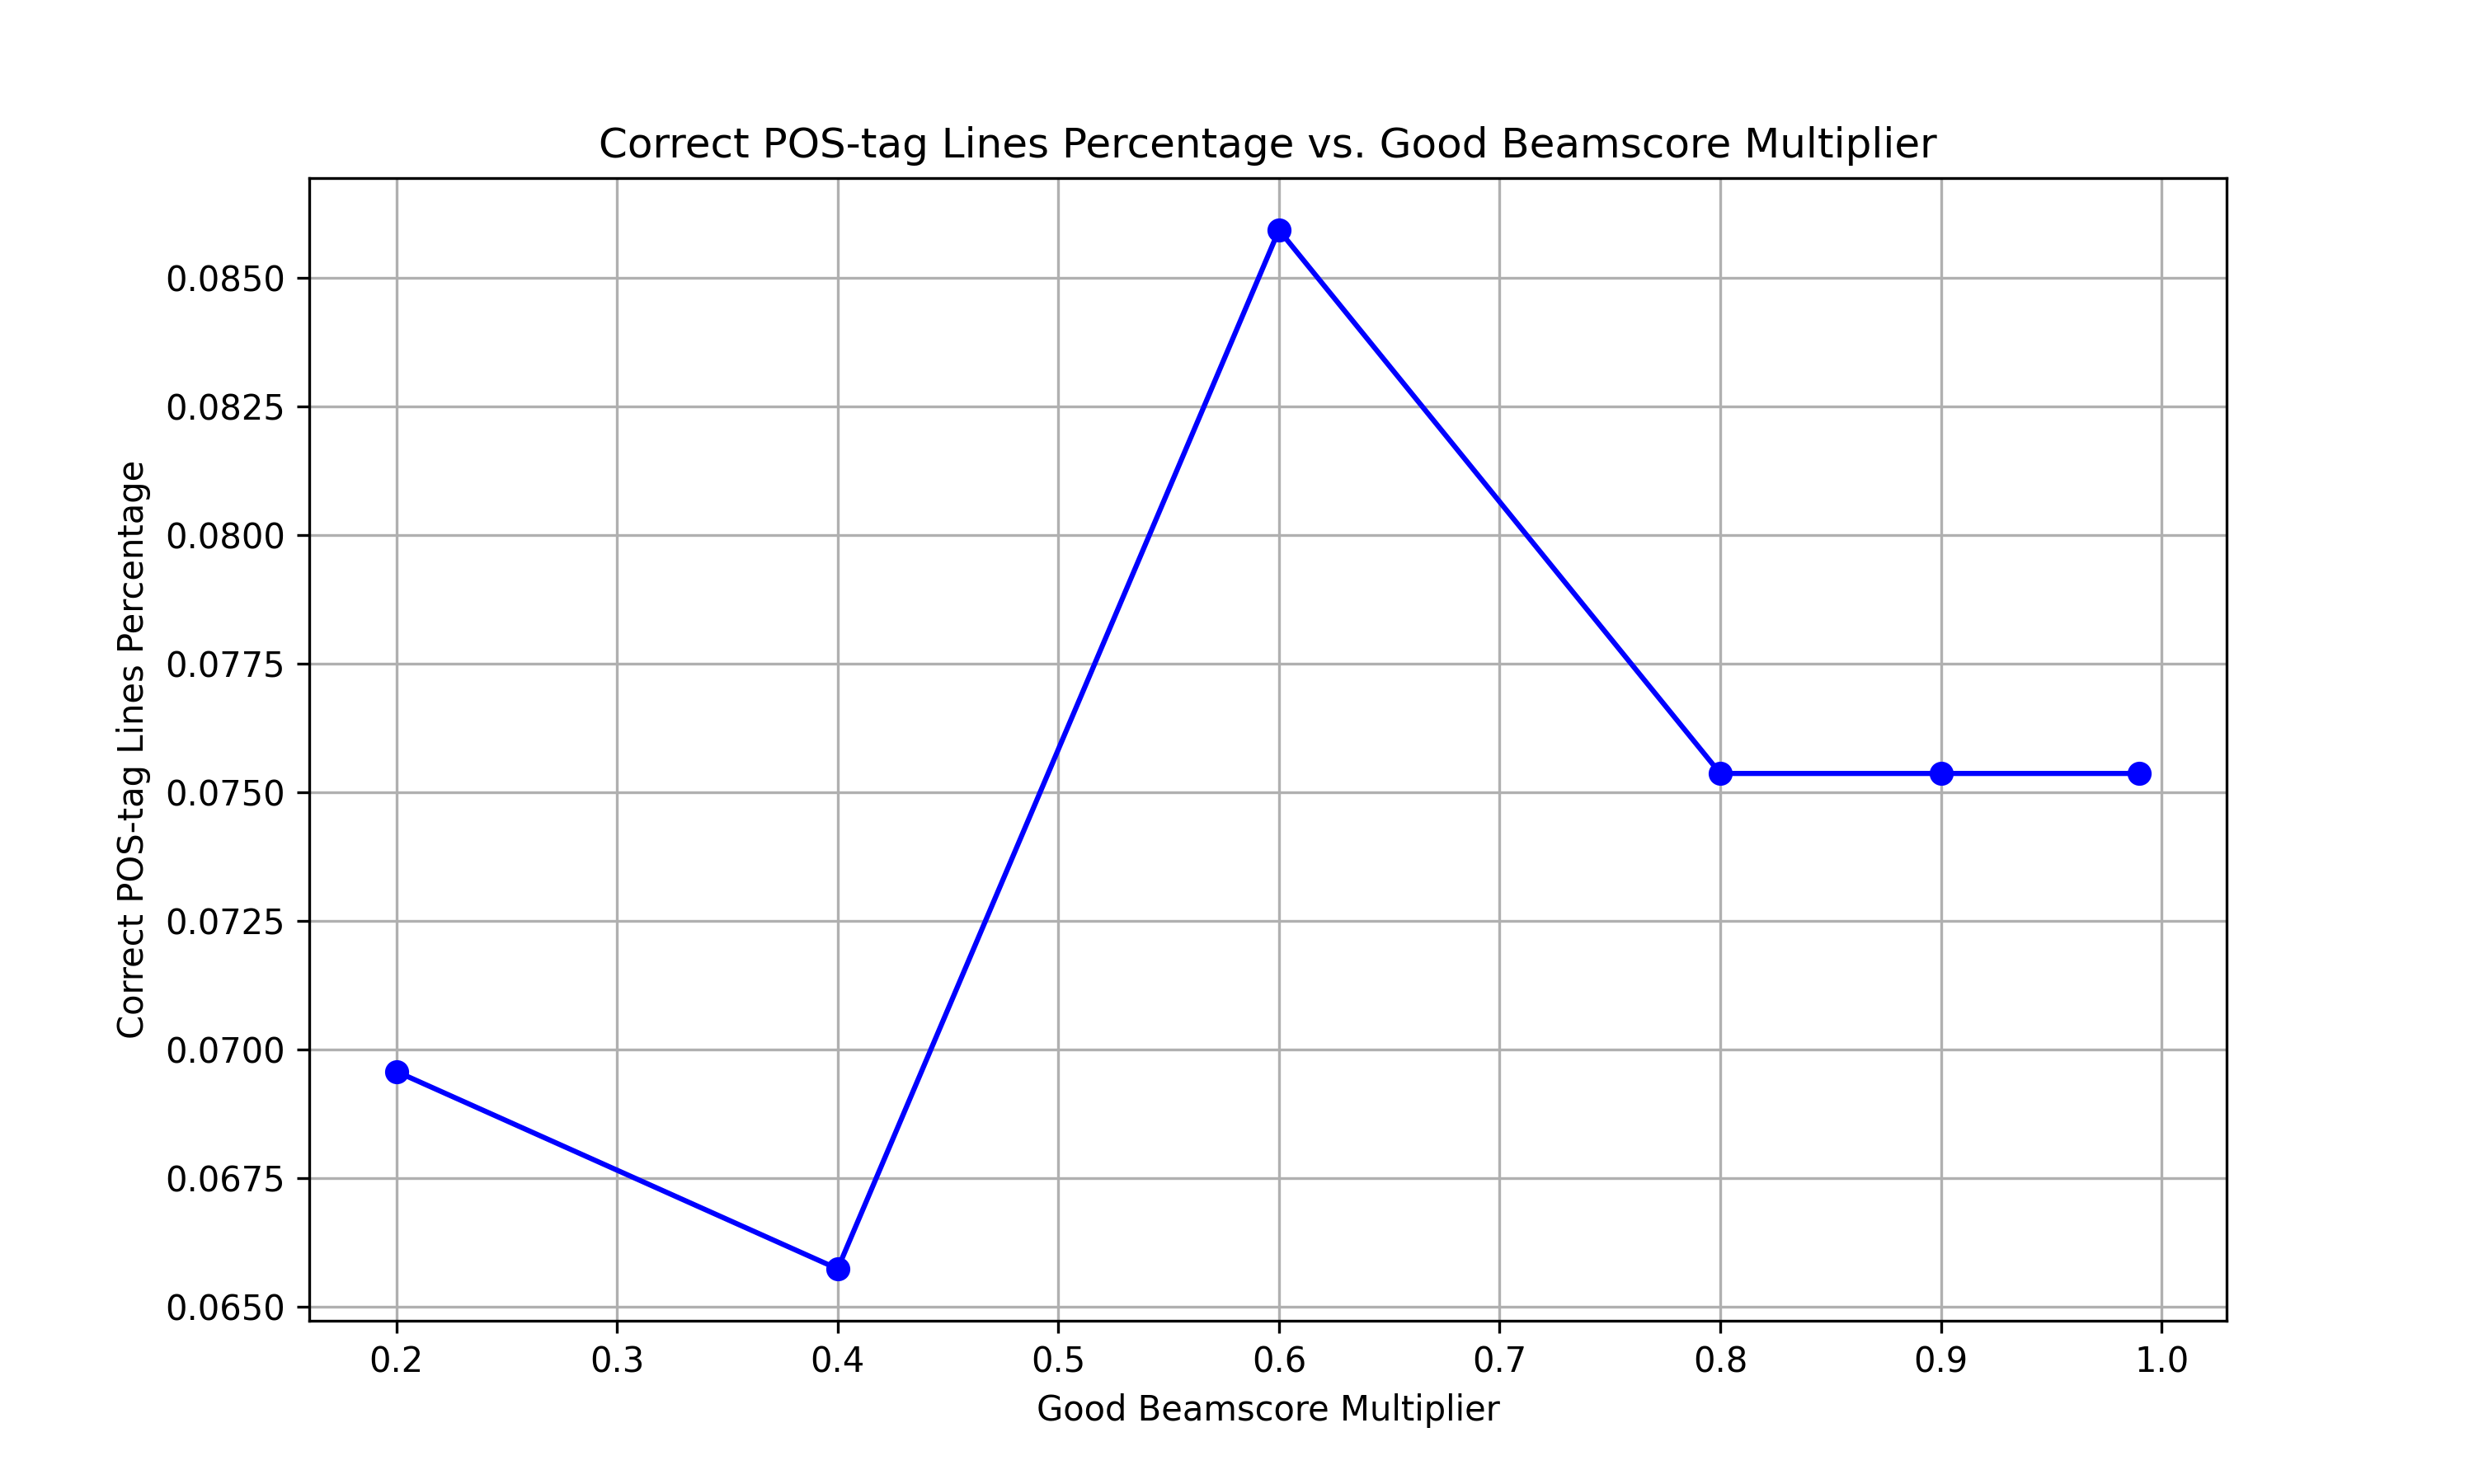 Correct POS-tag Lines Percentage vs. Good Beamscore Multiplier
Correct POS-tag Lines Percentage
0.0850
0.0825
0.0800
0.0775
0.0750
0.0725
0.0700
0.0675
0.0650
0.2 0.3 0.4 0.5 0.6 0.7 0.8 0.9 1.0
Good Beamscore Multiplier